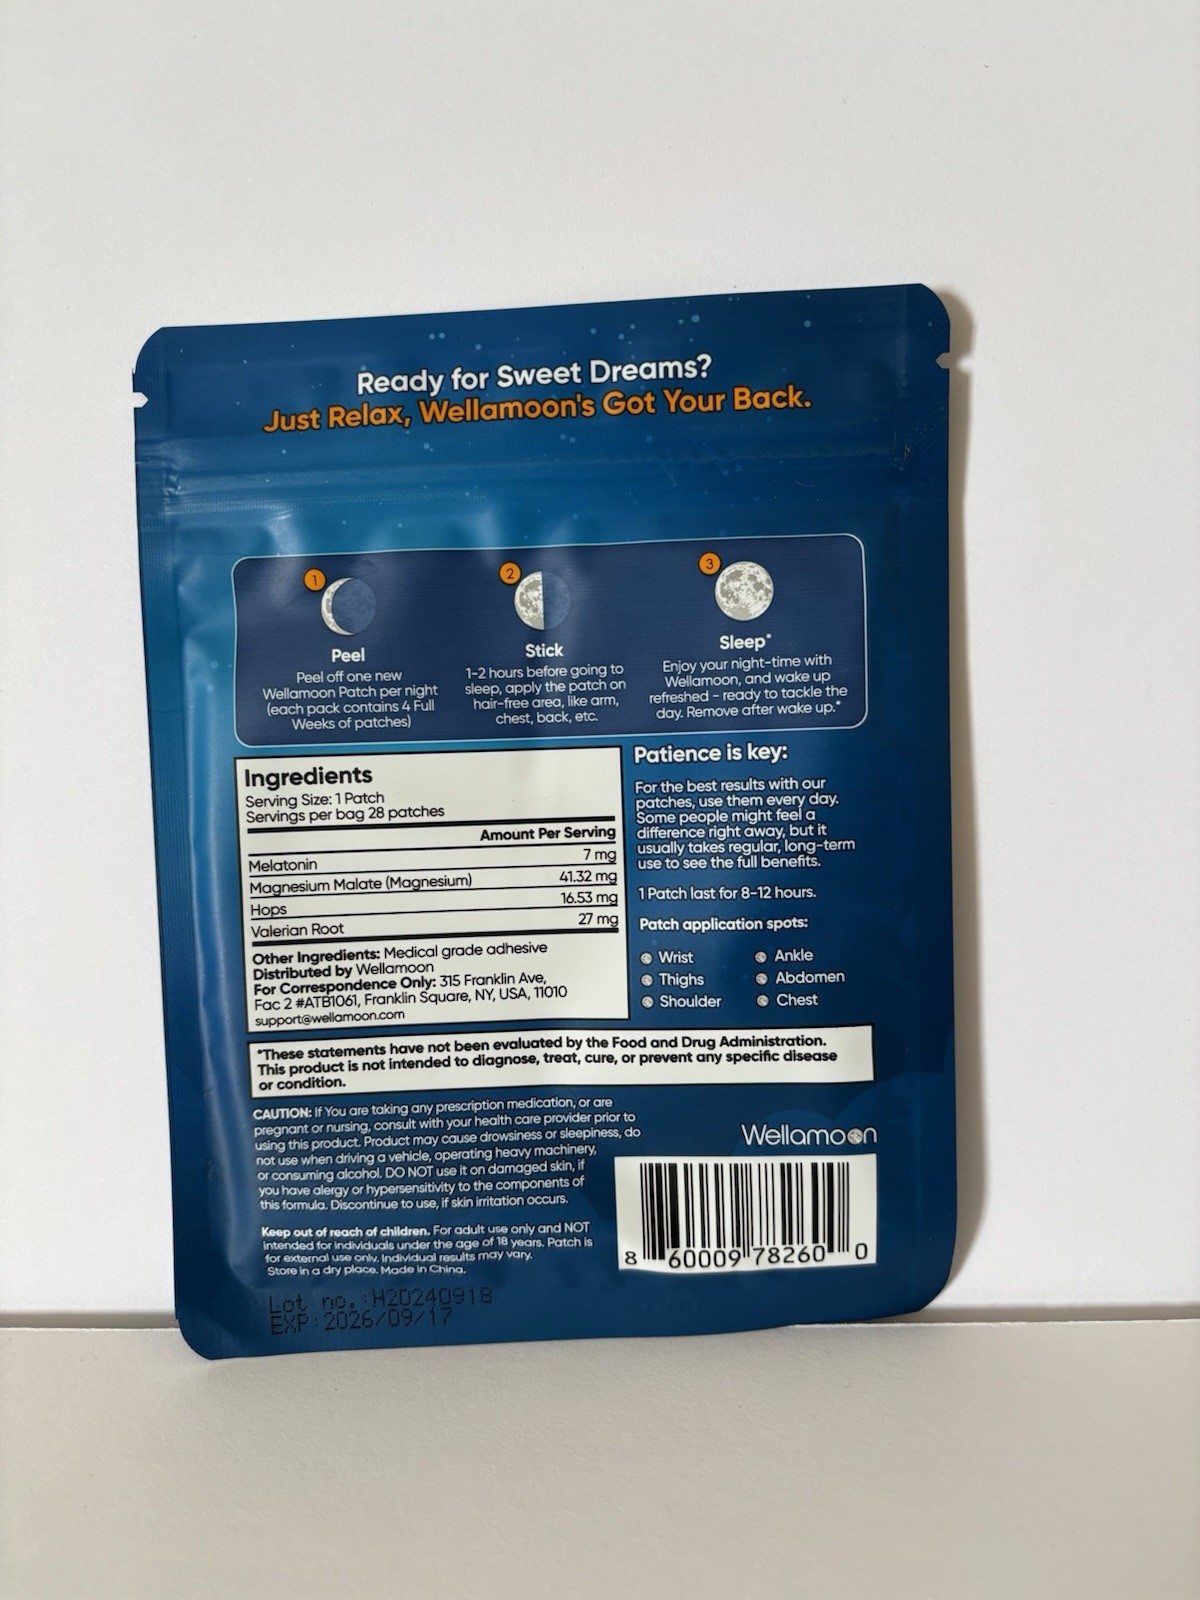 Ready for Sweet Dreams?
Just Relax, Wellamoon's Got Your Back.
1
Peel
Peel off one new
Wellamoon Patch per night
(each pack contains 4 Full
Weeks of patches)
2
Stick
1-2 hours before going to
sleep, apply the patch on
hair-free area, like arm,
chest, back, etc.
3
Sleep*
Enjoy your night-time with
Wellamoon, and wake up
refreshed - ready to tackle the
day. Remove after wake up.*
Ingredients
Serving Size: 1 Patch
Servings per bag 28 patches
Amount Per Serving
Melatonin 7 mg
Magnesium Malate (Magnesium) 41.32 mg
Hops 16.53 mg
Valerian Root 27 mg
Other Ingredients: Medical grade adhesive
Distributed by Wellamoon
For Correspondence Only: 315 Franklin Ave,
Fac 2 #ATB1061, Franklin Square, NY, USA, 11010
support@wellamoon.com
Patience is key:
For the best results with our
patches, use them every day.
Some people might feel a
difference right away, but it
usually takes regular, long-term
use to see the full benefits.
1 Patch last for 8-12 hours.
Patch application spots:
Wrist
Thighs
Shoulder
Ankle
Abdomen
Chest
*These statements have not been evaluated by the Food and Drug Administration.
This product is not intended to diagnose, treat, cure, or prevent any specific disease
or condition.
CAUTION: If You are taking any prescription medication, or are
pregnant or nursing, consult with your health care provider prior to
using this product. Product may cause drowsiness or sleepiness, do
not use when driving a vehicle, operating heavy machinery,
or consuming alcohol. DO NOT use it on damaged skin, if
you have alergy or hypersensitivity to the components of
this formula. Discontinue to use, if skin irritation occurs.
Keep out of reach of children. For adult use only and NOT
intended for individuals under the age of 18 years. Patch is
for external use only. Individual results may vary.
Store in a dry place. Made in China.
Wellamoon
8 60009 78260 0
Lot no.:H20240918
EXP:2026/09/17